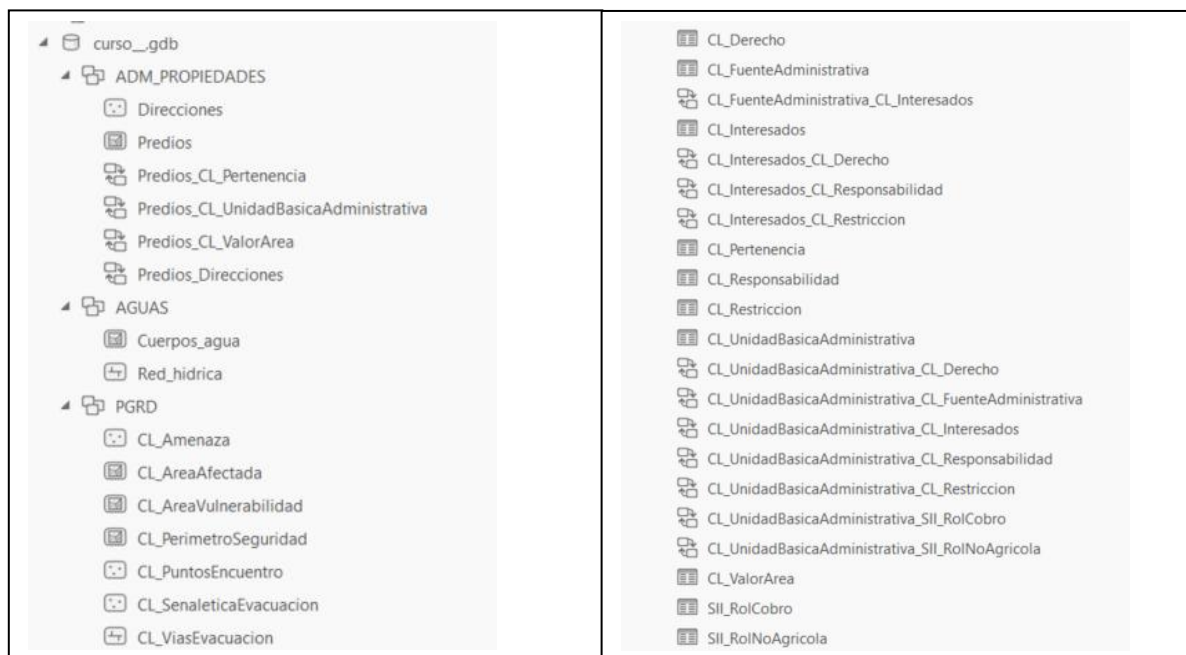 curso__.gdb
ADM_PROPIEDADES
Direcciones
Predios
Predios_CL_Pertenencia
Predios_CL_UnidadBasicaAdministrativa
Predios_CL_ValorArea
Predios_Direcciones
AGUAS
Cuerpos_agua
Red_hidrica
PGRD
CL_Amenaza
CL_AreaAfectada
CL_AreaVulnerabilidad
CL_PerimetroSeguridad
CL_PuntosEncuentro
CL_SenaleticaEvacuacion
CL_ViasEvacuacion
CL_Derecho
CL_FuenteAdministrativa
CL_FuenteAdministrativa_CL_Interesados
CL_Interesados
CL_Interesados_CL_Derecho
CL_Interesados_CL_Responsabilidad
CL_Interesados_CL_Restriccion
CL_Pertenencia
CL_Responsabilidad
CL_Restriccion
CL_UnidadBasicaAdministrativa
CL_UnidadBasicaAdministrativa_CL_Derecho
CL_UnidadBasicaAdministrativa_CL_FuenteAdministrativa
CL_UnidadBasicaAdministrativa_CL_Interesados
CL_UnidadBasicaAdministrativa_CL_Responsabilidad
CL_UnidadBasicaAdministrativa_CL_Restriccion
CL_UnidadBasicaAdministrativa_SII_RolCobro
CL_UnidadBasicaAdministrativa_SII_RolNoAgricola
CL_ValorArea
SII_RolCobro
SII_RolNoAgricola